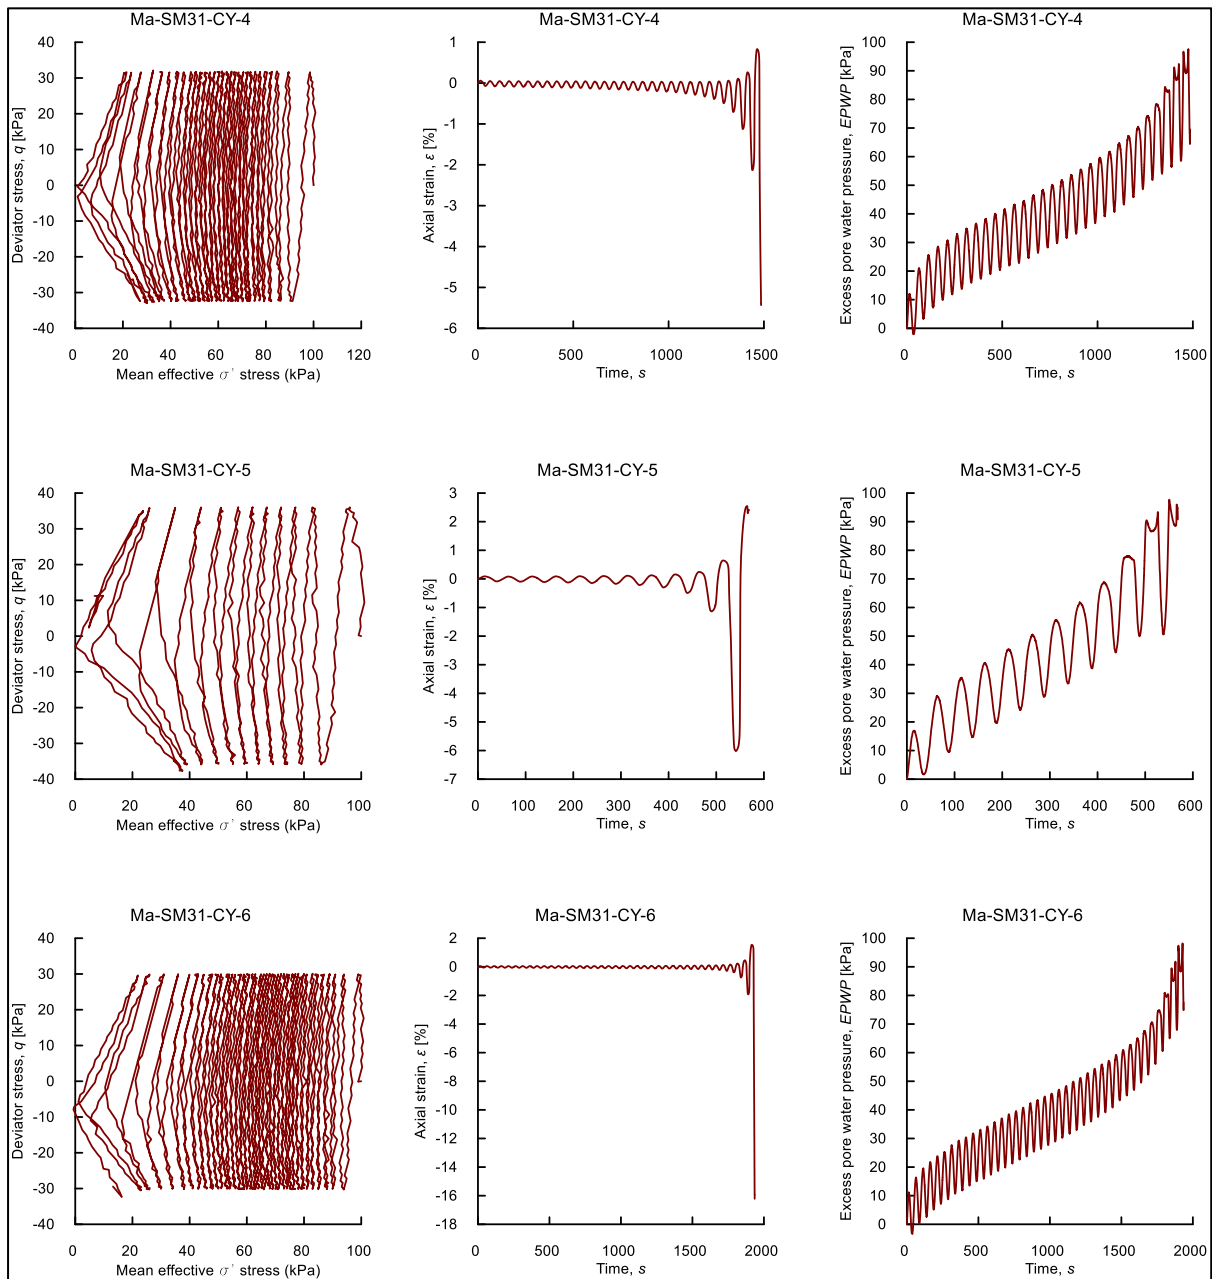 Ma-SM31-CY-4
Ma-SM31-CY-4
Ma-SM31-CY-4
Deviator stress, q [kPa]
40
30
20
10
0
-10
-20
-30
-40
0 20 40 60 80 100 120
Mean effective σ' stress (kPa)
Axial strain, ε [%]
1
0
-1
-2
-3
-4
-5
-6
0 500 1000 1500
Time, s
Excess pore water pressure, EPWP [kPa]
100
90
80
70
60
50
40
30
20
10
0
0 500 1000 1500
Time, s
Ma-SM31-CY-5
Ma-SM31-CY-5
Ma-SM31-CY-5
Deviator stress, q [kPa]
40
30
20
10
0
-10
-20
-30
-40
0 20 40 60 80 100
Mean effective σ' stress (kPa)
Axial strain, ε [%]
3
2
1
0
-1
-2
-3
-4
-5
-6
-7
0 100 200 300 400 500 600
Time, s
Excess pore water pressure, EPWP [kPa]
100
90
80
70
60
50
40
30
20
10
0
0 100 200 300 400 500 600
Time, s
Ma-SM31-CY-6
Ma-SM31-CY-6
Ma-SM31-CY-6
Deviator stress, q [kPa]
40
30
20
10
0
-10
-20
-30
-40
0 20 40 60 80 100
Mean effective σ' stress (kPa)
Axial strain, ε [%]
2
0
-2
-4
-6
-8
-10
-12
-14
-16
-18
0 500 1000 1500 2000
Time, s
Excess pore water pressure, EPWP [kPa]
100
90
80
70
60
50
40
30
20
10
0
0 500 1000 1500 2000
Time, s